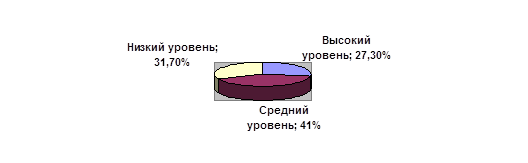 Низкий уровень;
31,70%
Высокий
уровень; 27,30%
Средний
уровень; 41%